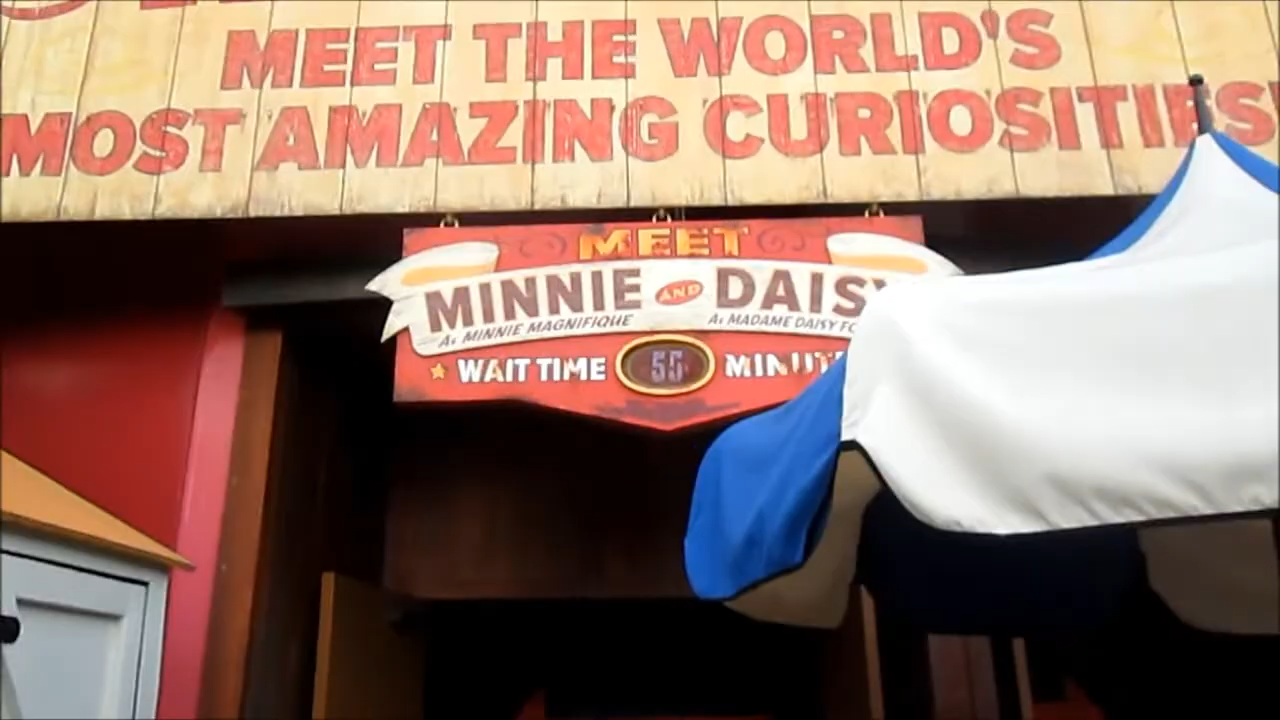 MEET THE WORLD'S
MOST AMAZING CURIOSITIES
MEET
MINNIE AND DAISY
As MINNIE MAGNIFIQUE As MADAME DAISY
WAIT TIME 55 MINUTE